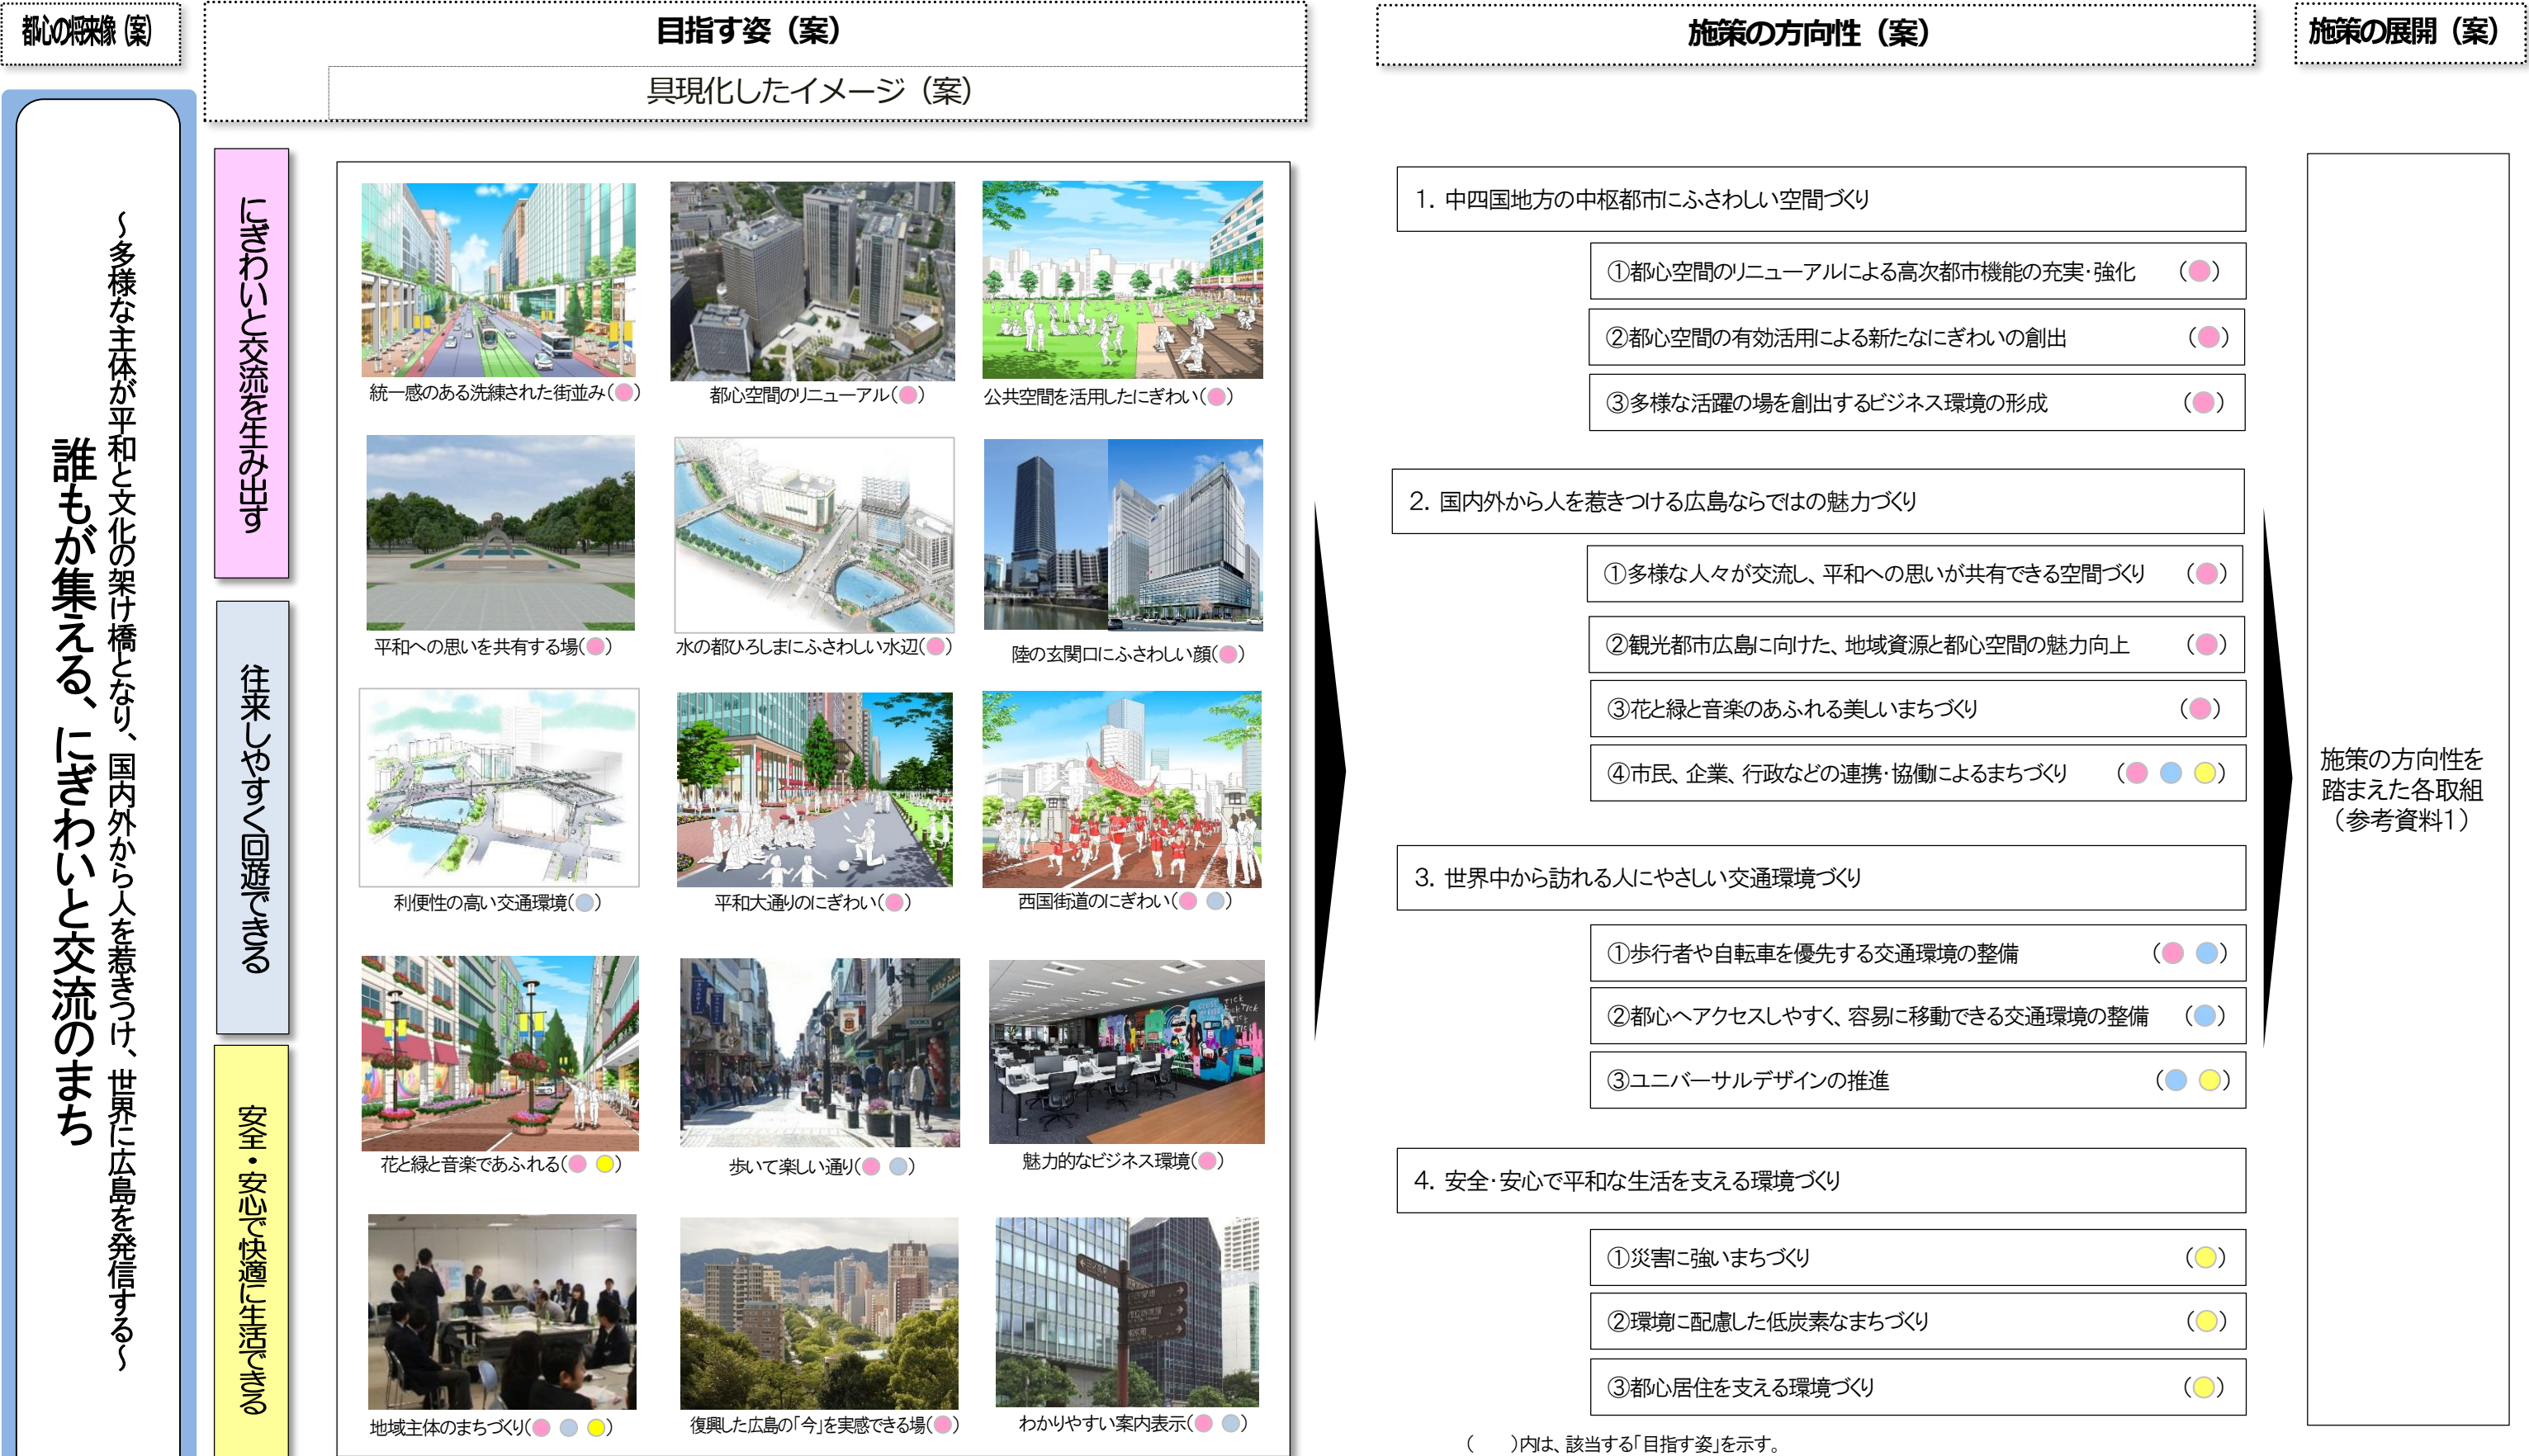 都心の将来像（案）
目指す姿（案）
具現化したイメージ（案）
施策の方向性（案）
施策の展開（案）
～多様な主体が平和と文化の架け橋となり、国内外から人を惹きつけ、世界に広島を発信する～
誰もが集える、にぎわいと交流のまち
にぎわいと交流を生み出す
往来しやすく回遊できる
安全・安心で快適に生活できる
統一感のある洗練された街並み(●)
都心空間のリニューアル(●)
公共空間を活用したにぎわい(●)
平和への思いを共有する場(●)
水の都ひろしまにふさわしい水辺(●)
陸の玄関口にふさわしい顔(●)
利便性の高い交通環境(●)
平和大通りのにぎわい(●)
西国街道のにぎわい(● ●)
花と緑と音楽であふれる(● ●)
歩いて楽しい通り(● ●)
魅力的なビジネス環境(●)
地域主体のまちづくり(● ● ●)
復興した広島の「今」を実感できる場(●)
わかりやすい案内表示(● ●)
1．中四国地方の中枢都市にふさわしい空間づくり
①都心空間のリニューアルによる高次都市機能の充実・強化 (●)
②都心空間の有効活用による新たなにぎわいの創出 (●)
③多様な活躍の場を創出するビジネス環境の形成 (●)
2．国内外から人を惹きつける広島ならではの魅力づくり
①多様な人々が交流し、平和への思いが共有できる空間づくり (●)
②観光都市広島に向けた、地域資源と都心空間の魅力向上 (●)
③花と緑と音楽のあふれる美しいまちづくり (●)
④市民、企業、行政などの連携・協働によるまちづくり (● ● ●)
3．世界中から訪れる人にやさしい交通環境づくり
①歩行者や自転車を優先する交通環境の整備 (● ●)
②都心へアクセスしやすく、容易に移動できる交通環境の整備 (●)
③ユニバーサルデザインの推進 (● ●)
4．安全・安心で平和な生活を支える環境づくり
①災害に強いまちづくり (●)
②環境に配慮した低炭素なまちづくり (●)
③都心居住を支える環境づくり (●)
（　　）内は、該当する「目指す姿」を示す。
施策の方向性を
踏まえた各取組
（参考資料1）